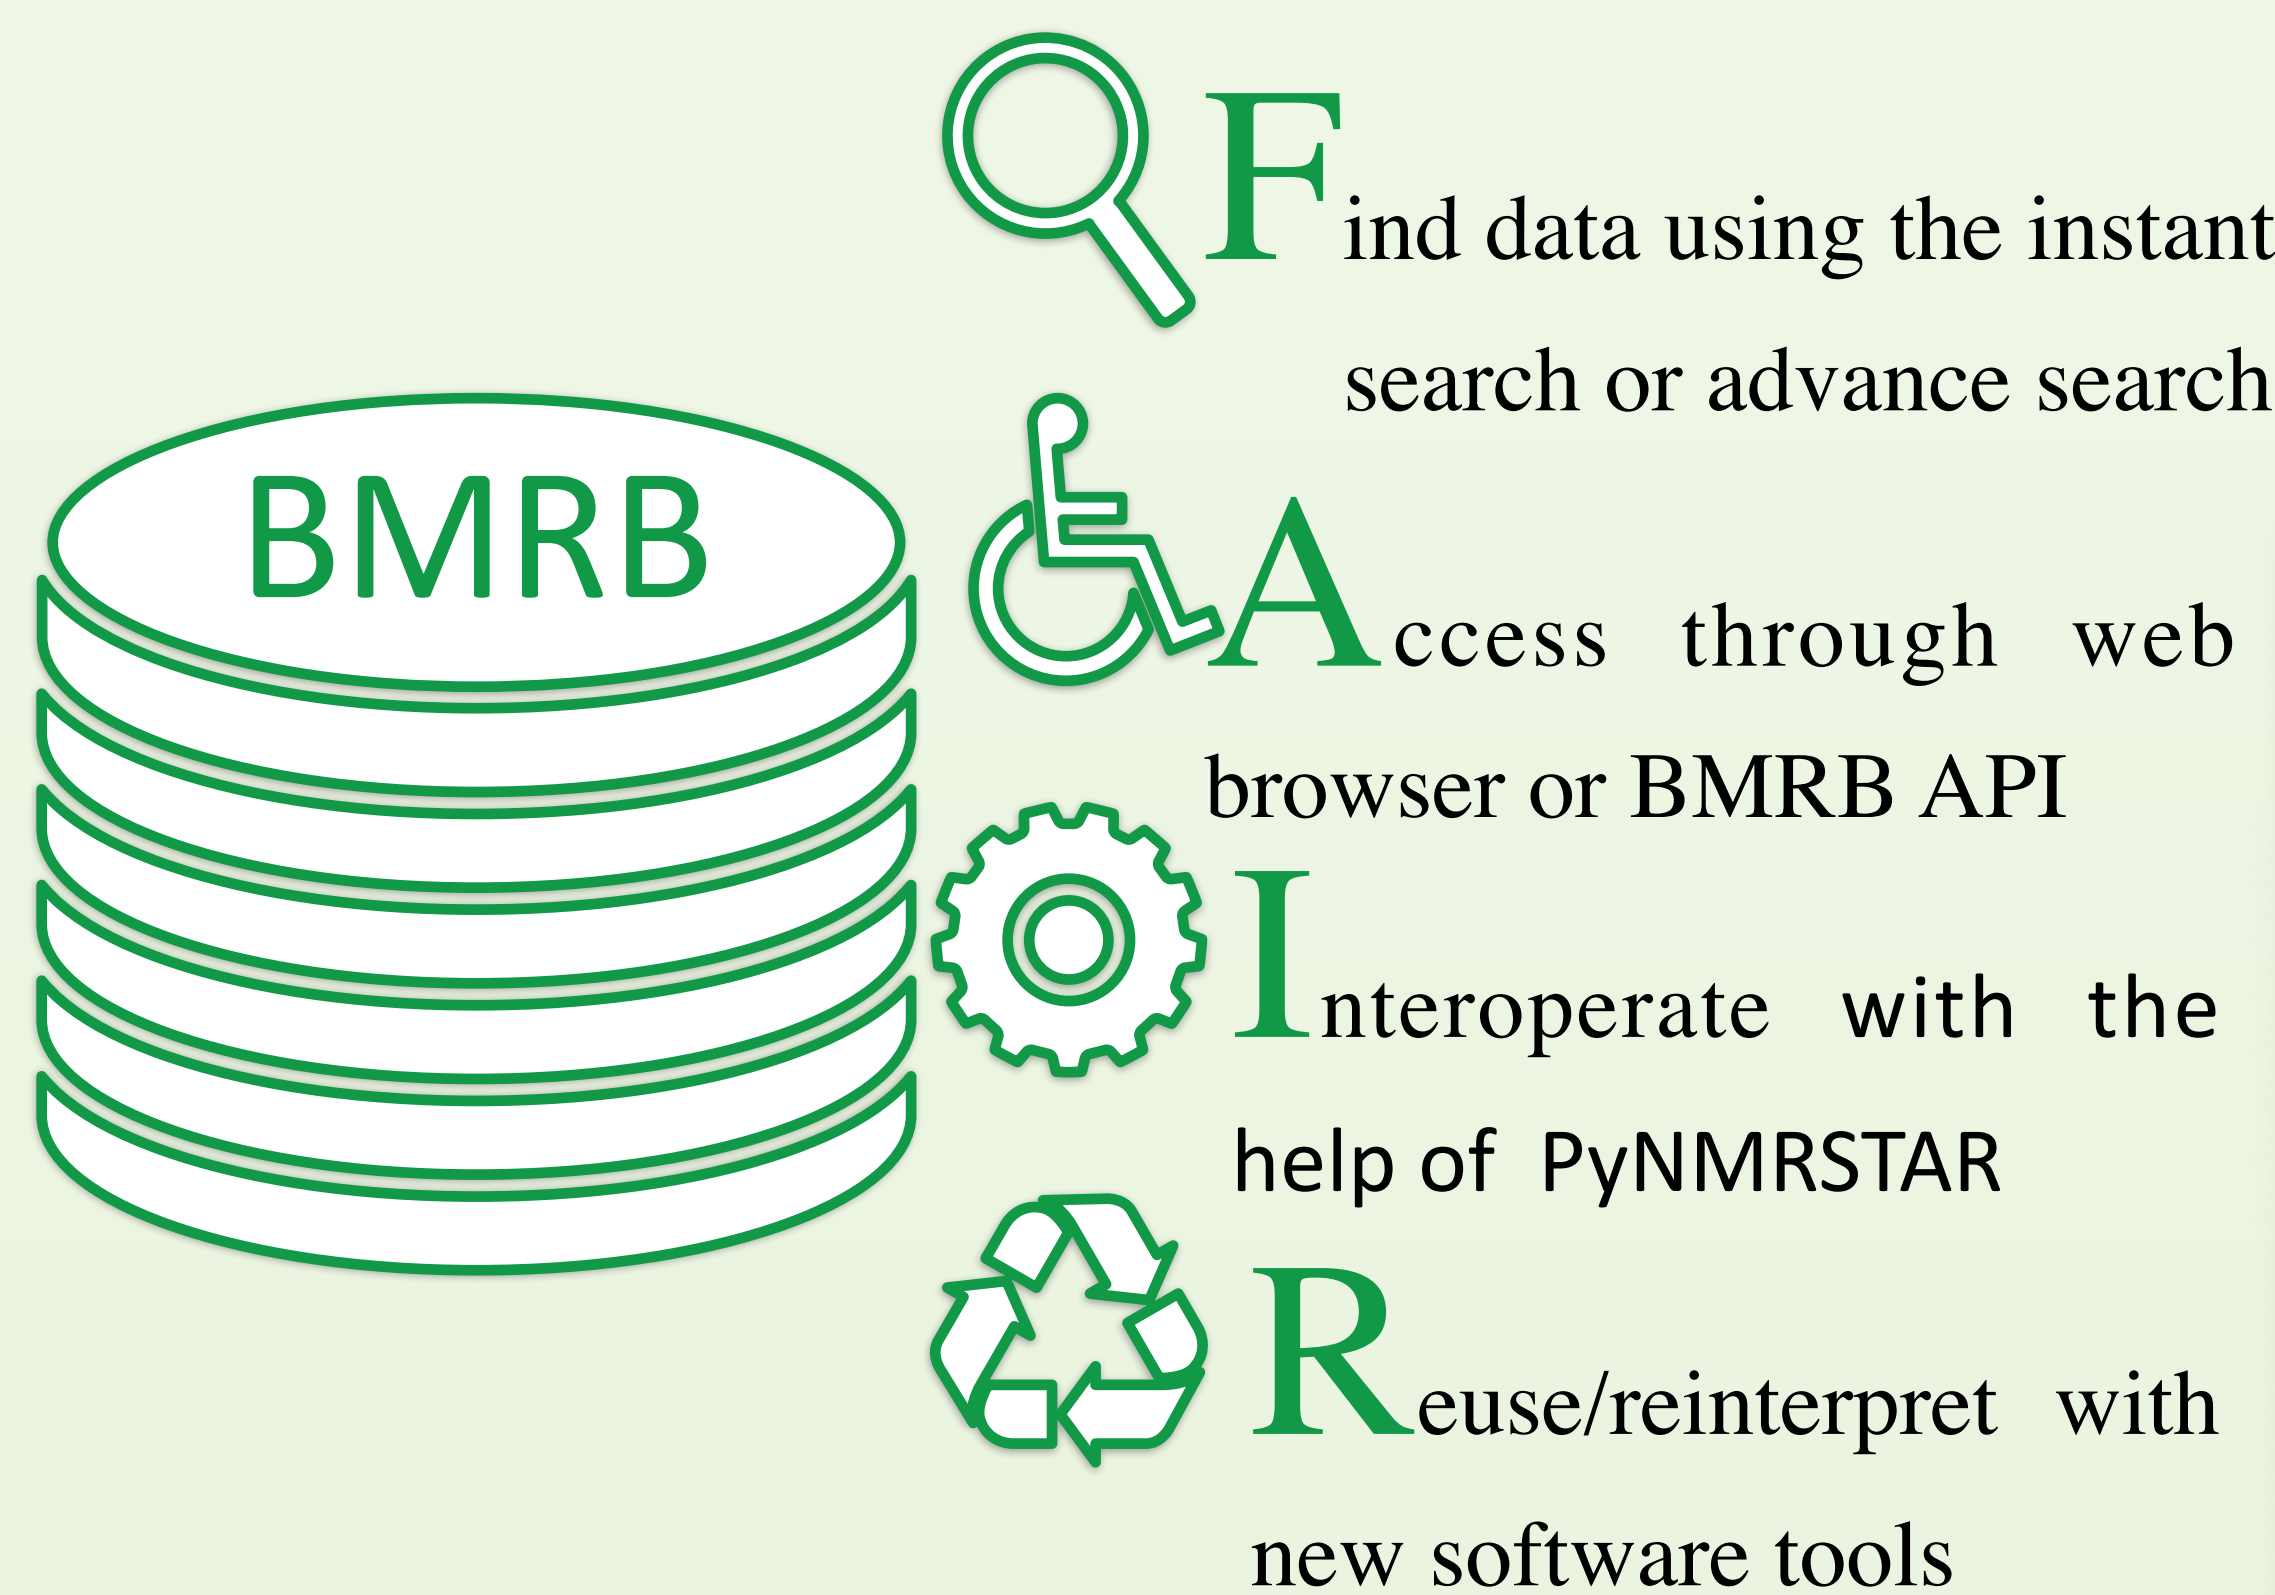 BMRB
Find data using the instant
search or advance search
Access through web
browser or BMRB API
Interoperate with the
help of PyNMRSTAR
Reuse/reinterpret with
new software tools